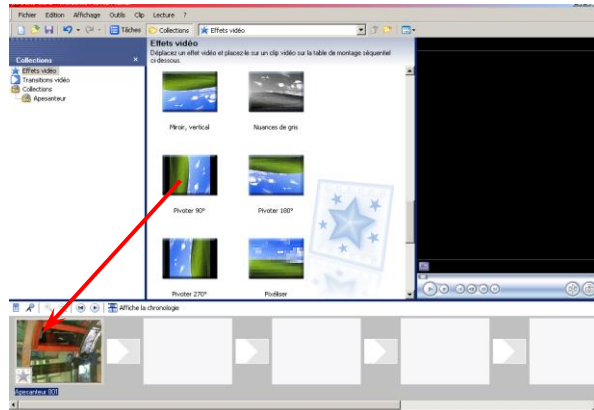 Fichier Edition Affichage Outils Clip Lecture ?
Tâches Collections Effets vidéo
Collections ×
Effets vidéo
Transitions vidéo
Collections
Apesanteur
Effets vidéo
Déplacez un effet vidéo et placez-le sur un clip vidéo sur la table de montage séquentiel
ci-dessous.
Miroir, vertical Nuances de gris
Pivoter 90° Pivoter 180°
Pivoter 270° Pixéliser
Affiche la chronologie
Apesanteur 001